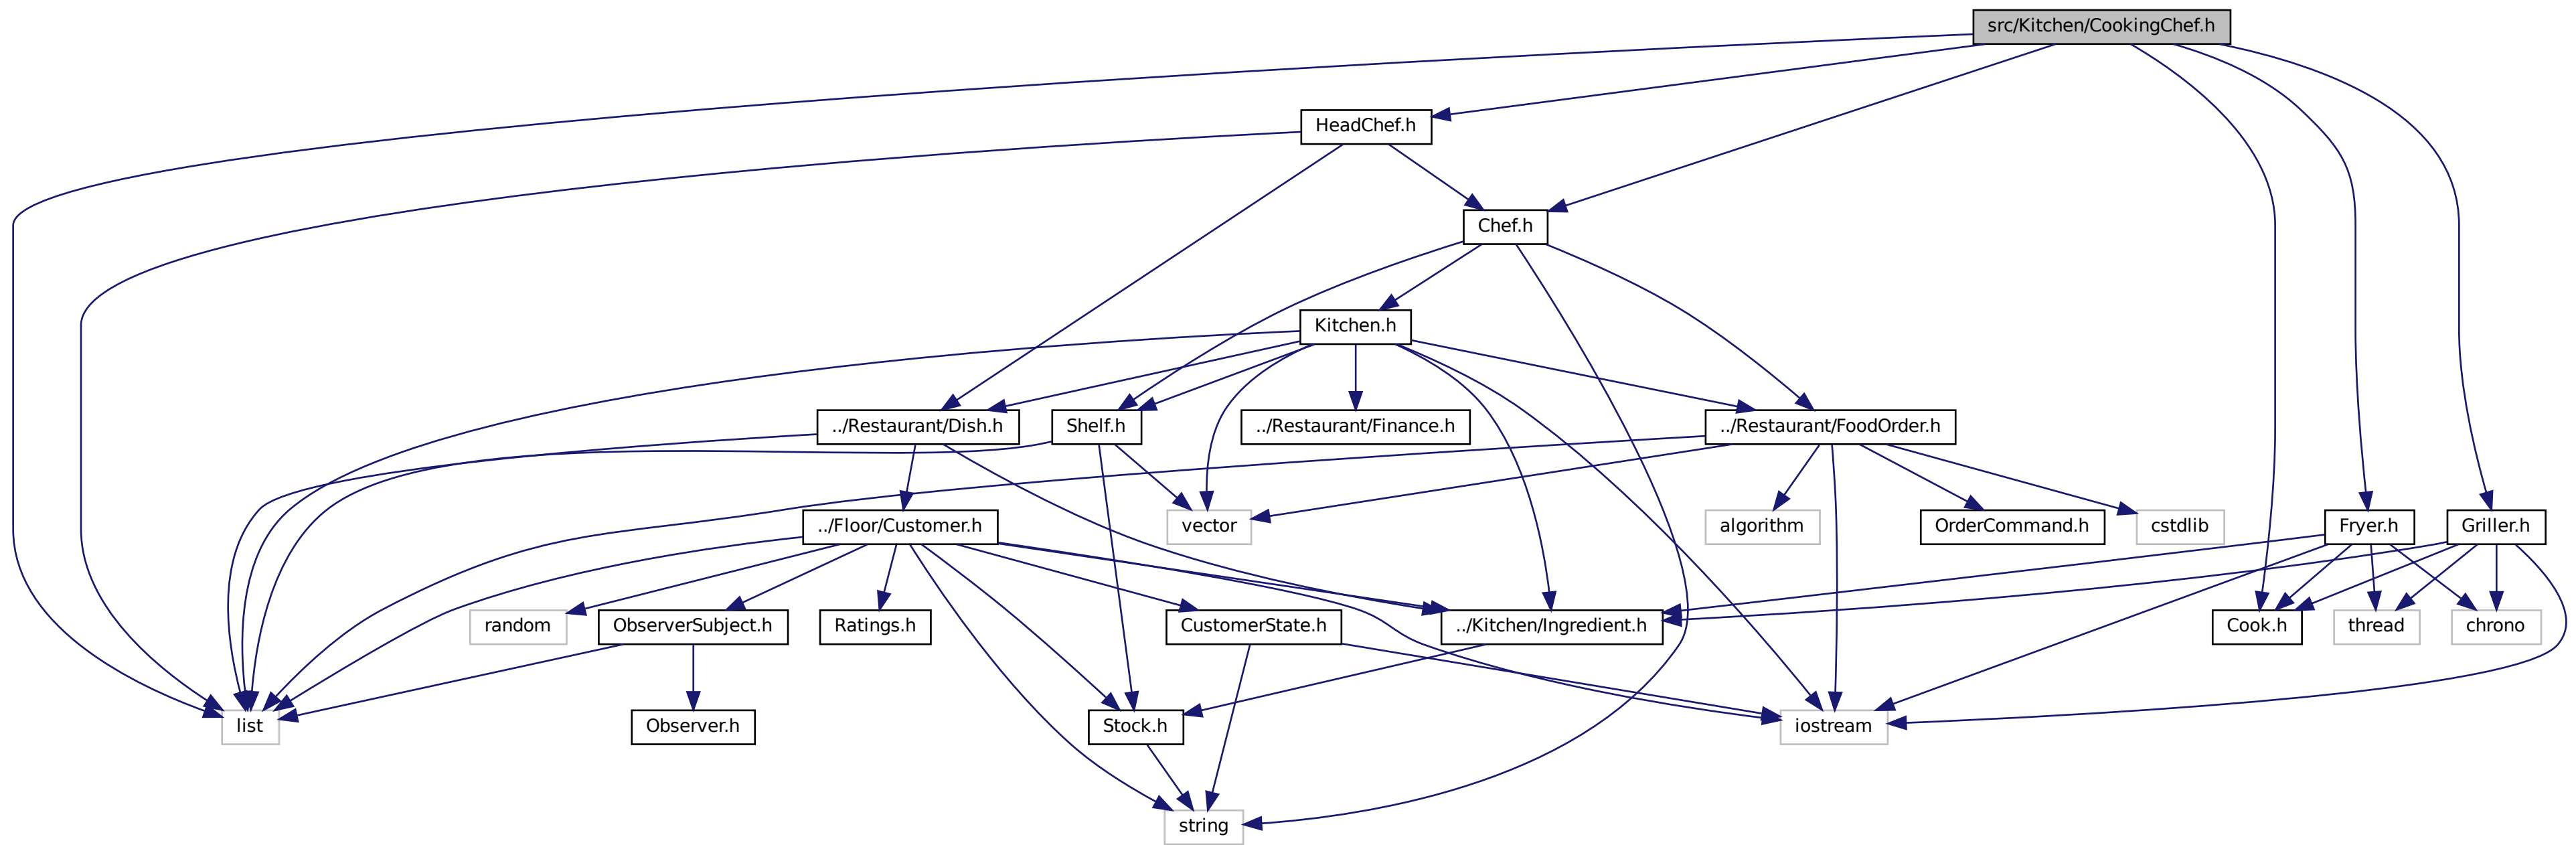 src/Kitchen/CookingChef.h
HeadChef.h
Chef.h
Kitchen.h
../Restaurant/Dish.h
Shelf.h
../Restaurant/Finance.h
../Restaurant/FoodOrder.h
../Floor/Customer.h
vector
algorithm
OrderCommand.h
cstdlib
Fryer.h
Griller.h
random
ObserverSubject.h
Ratings.h
CustomerState.h
../Kitchen/Ingredient.h
Cook.h
thread
chrono
list
Observer.h
Stock.h
iostream
string